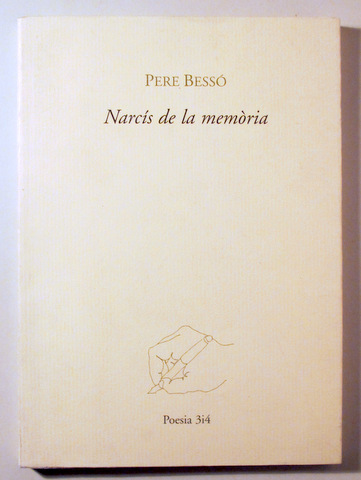 PERE BESSÓ
Narcís de la memòria
Poesia 3i4